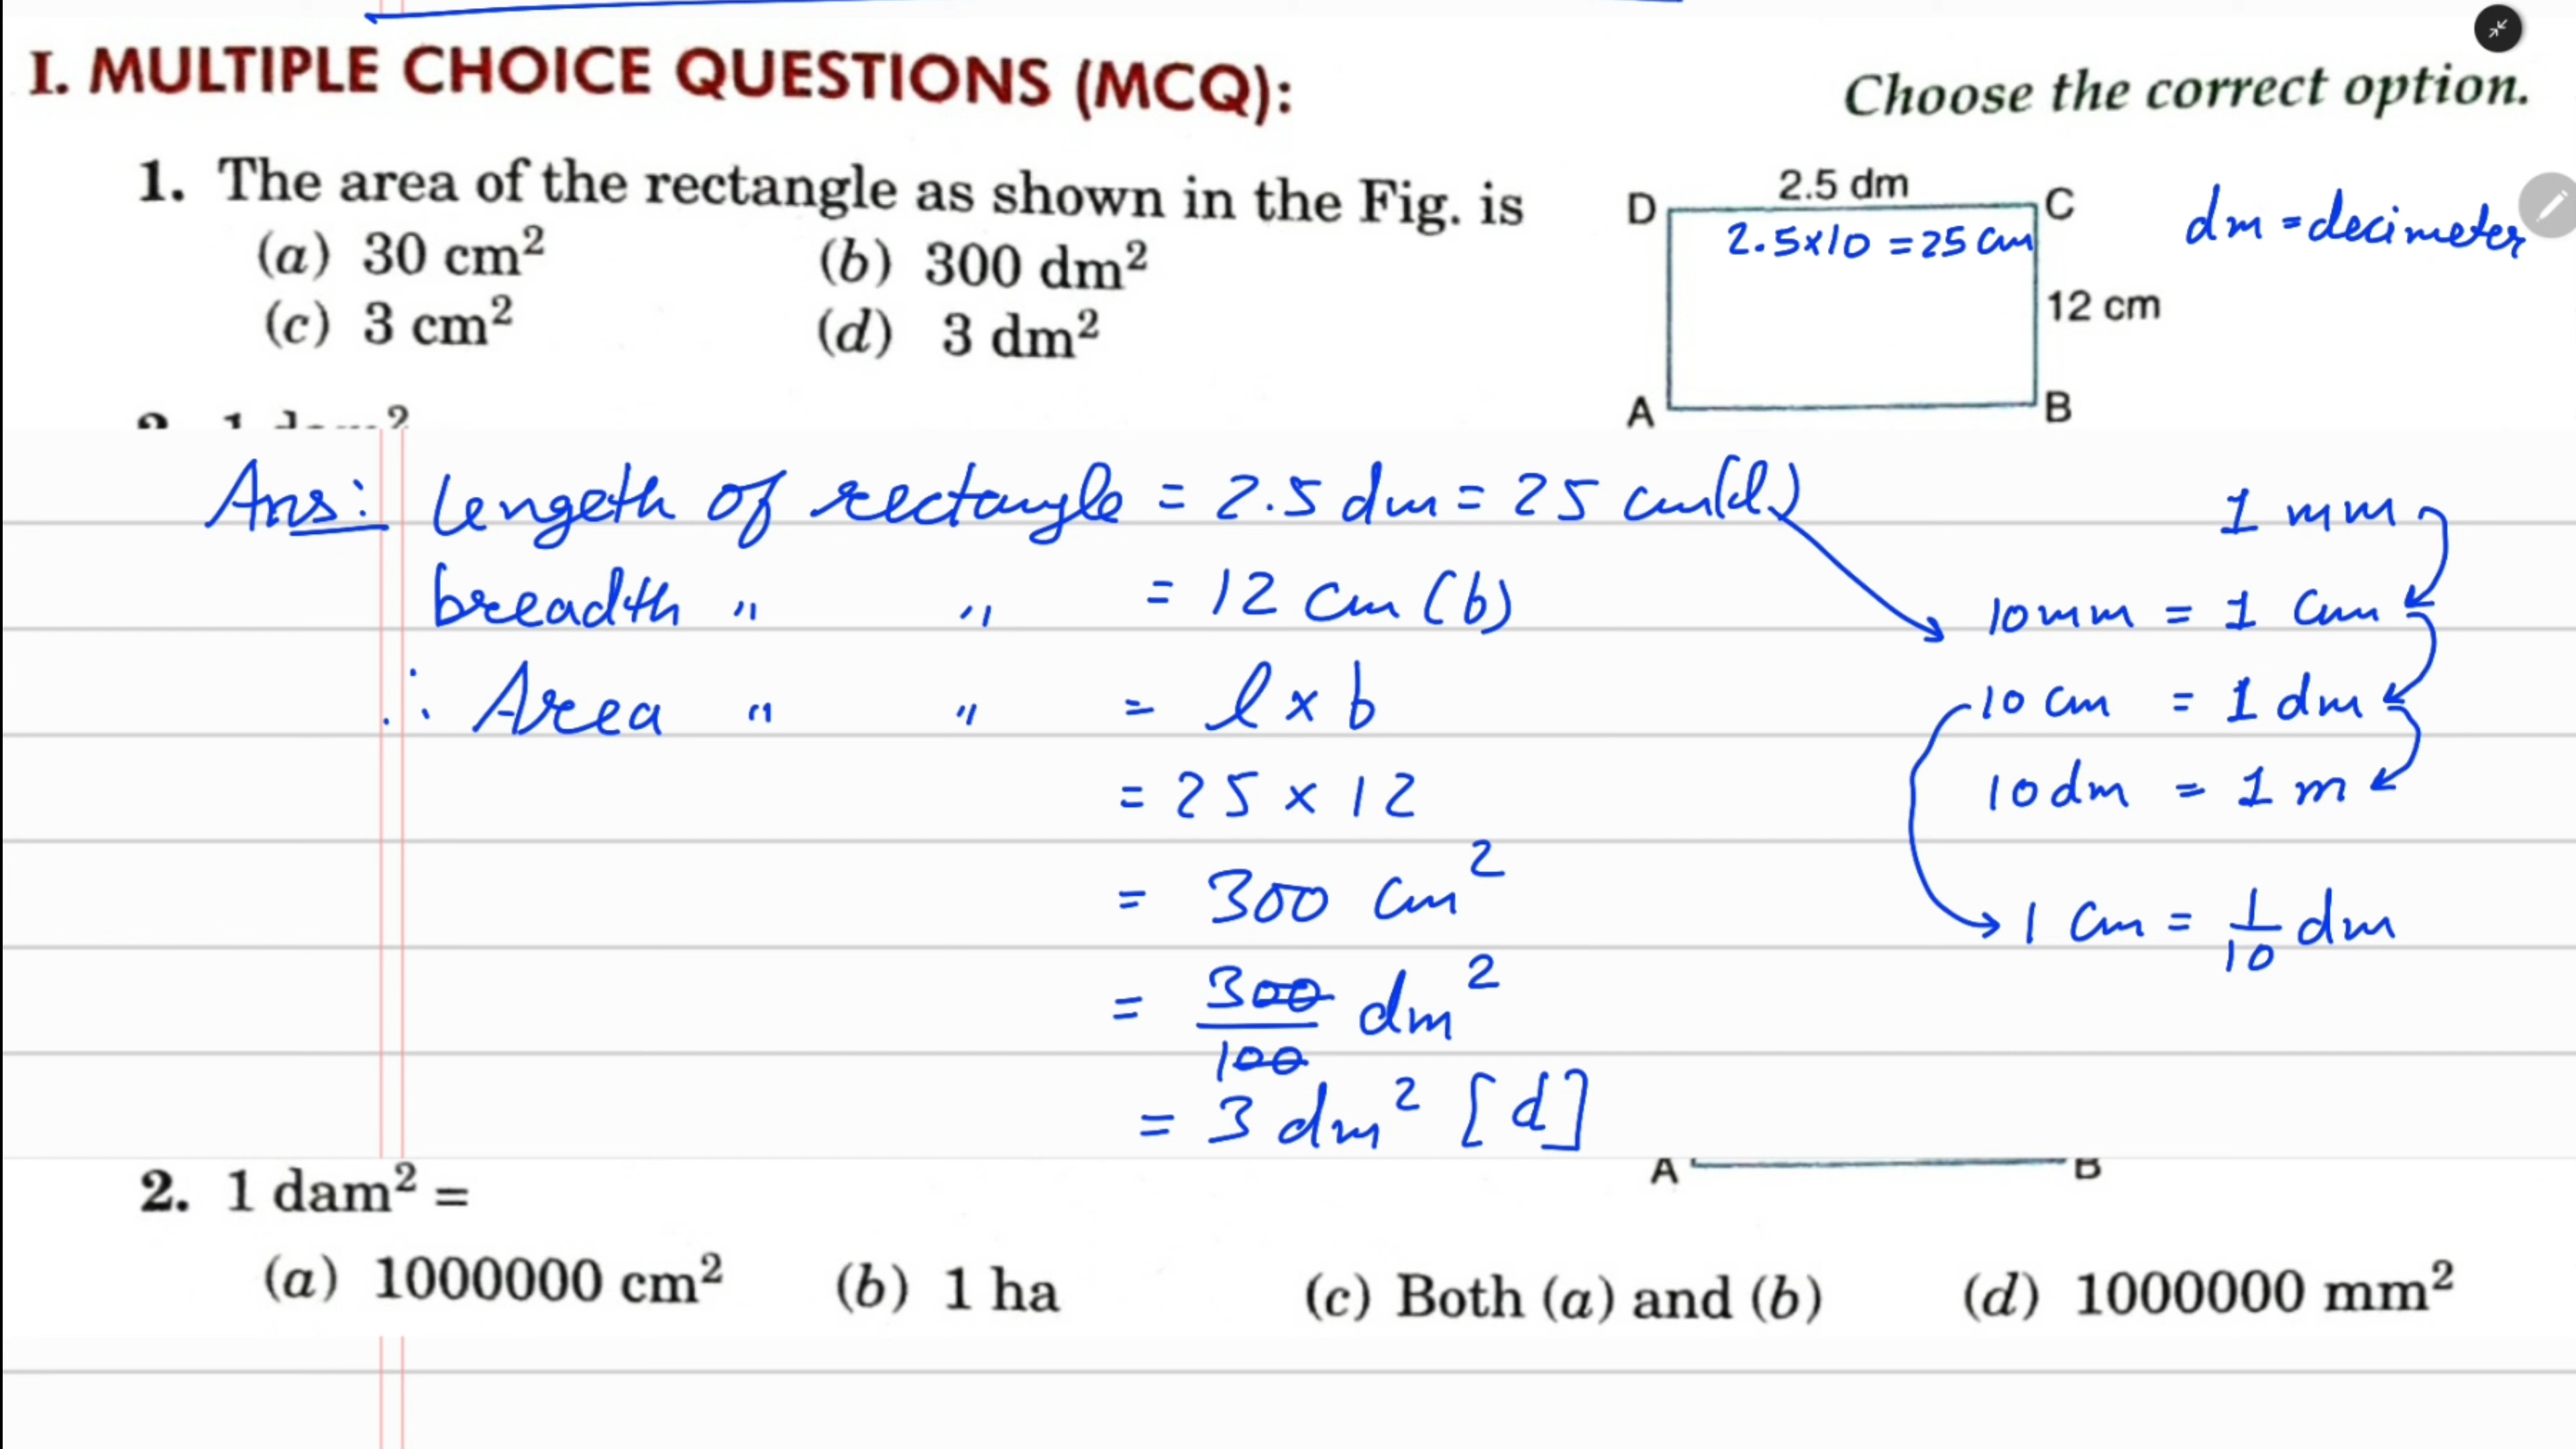 I. MULTIPLE CHOICE QUESTIONS (MCQ):
Choose the correct option.
1. The area of the rectangle as shown in the Fig. is
(a) 30 cm² (b) 300 dm²
(c) 3 cm² (d) 3 dm²
2.5 dm
D C
2.5×10 = 25 cm
12 cm
A B
dm = decimeter
Ans: Length of rectangle = 2.5 dm = 25 cm (l)
breadth " " = 12 cm (b)
∴ Area " " = l × b
= 25 × 12
= 300 cm²
= 300/100 dm²
= 3 dm² [d]
1 mm
10 mm = 1 cm
10 cm = 1 dm
10 dm = 1 m
1 cm = 1/10 dm
A B
2. 1 dam² =
(a) 1000000 cm² (b) 1 ha (c) Both (a) and (b) (d) 1000000 mm²